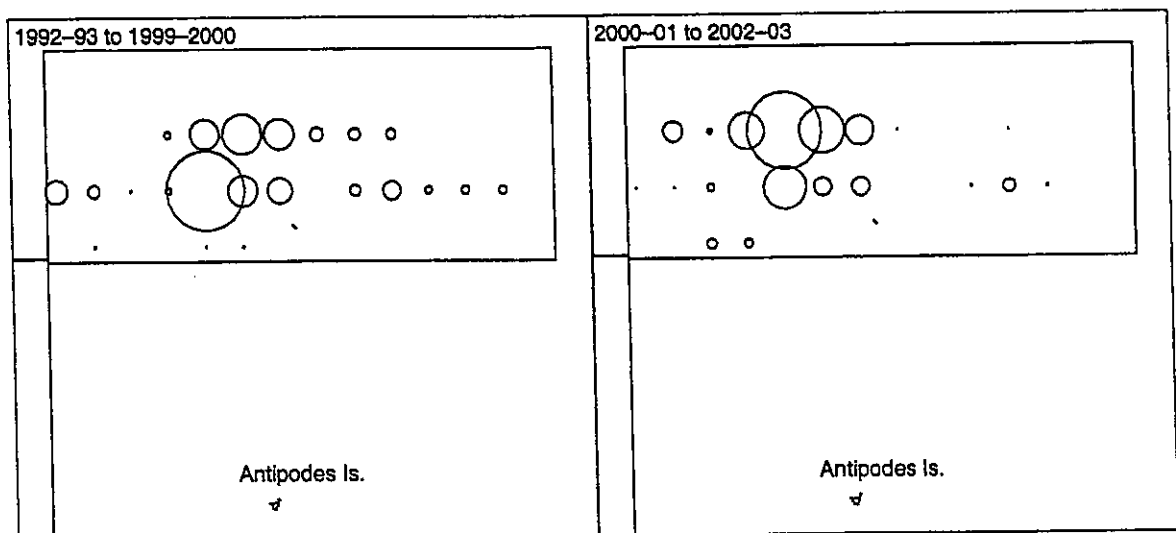 1992–93 to 1999–2000
2000–01 to 2002–03
Antipodes Is.
Antipodes Is.